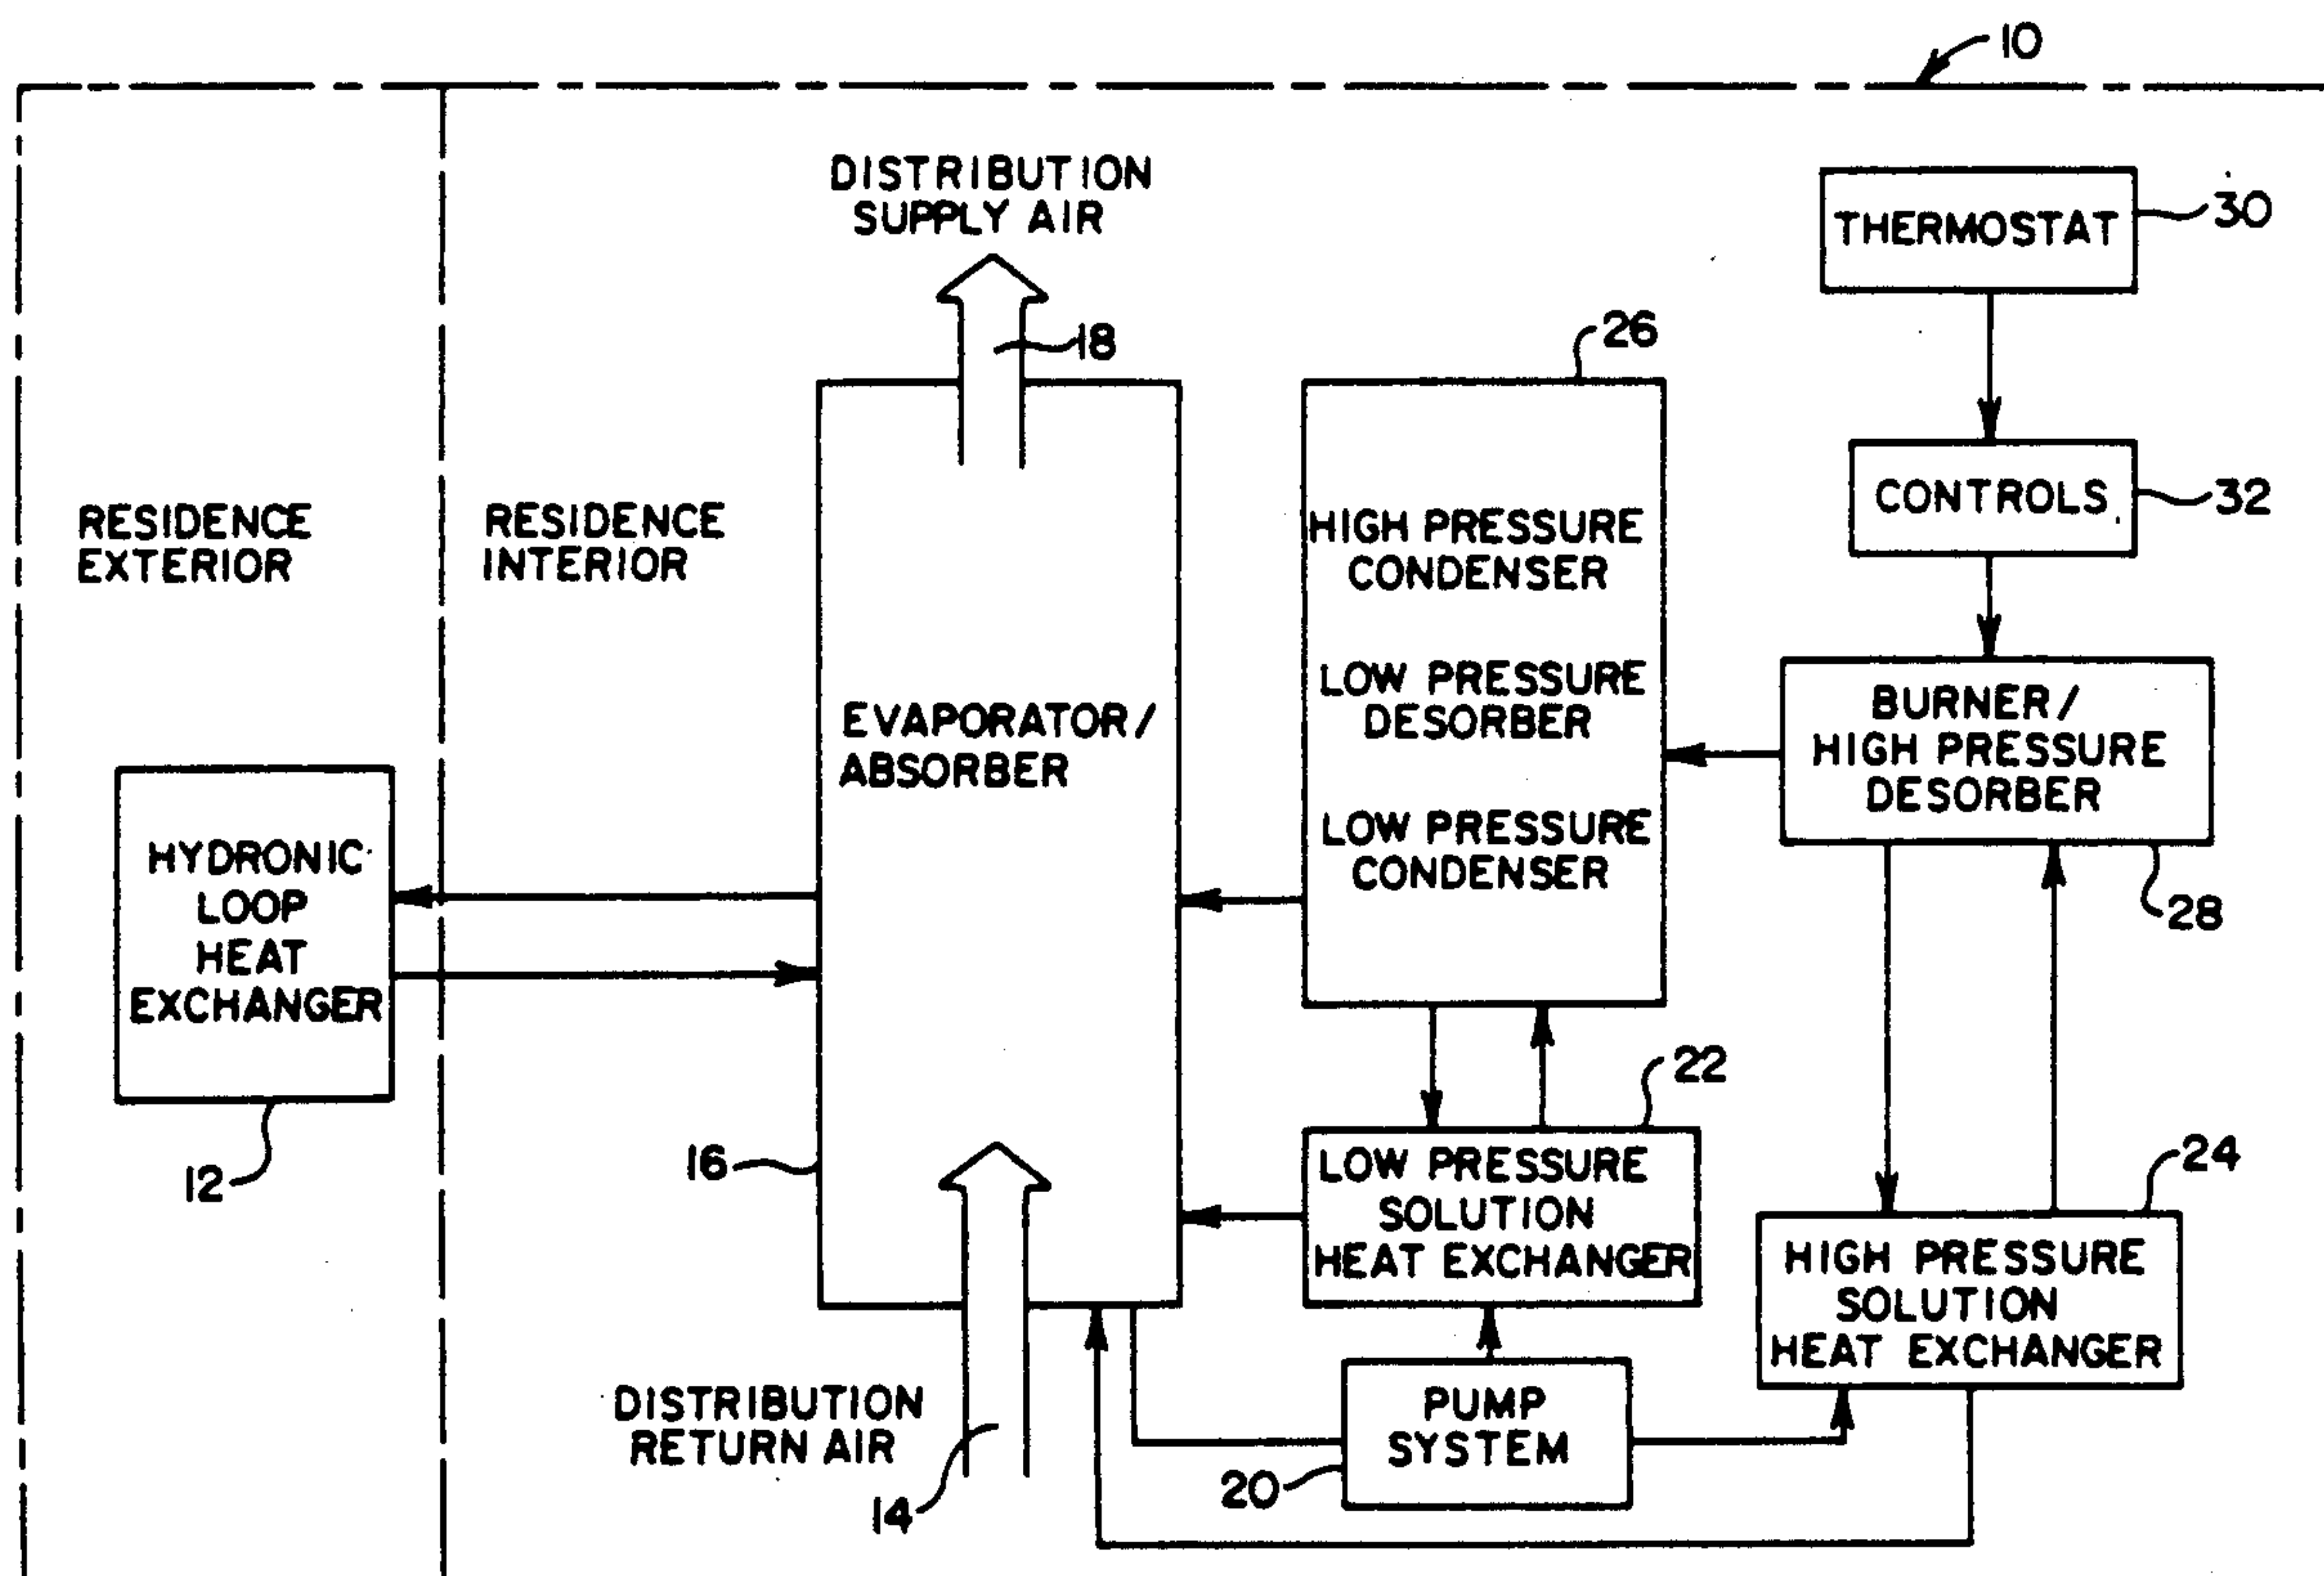 10
DISTRIBUTION
SUPPLY AIR
THERMOSTAT
30
18
26
RESIDENCE
EXTERIOR
RESIDENCE
INTERIOR
HIGH PRESSURE
CONDENSER
CONTROLS
32
LOW PRESSURE
DESORBER
EVAPORATOR/
ABSORBER
BURNER/
HIGH PRESSURE
DESORBER
LOW PRESSURE
CONDENSER
28
HYDRONIC
LOOP
HEAT
EXCHANGER
12
16
22
LOW PRESSURE
SOLUTION
HEAT EXCHANGER
24
HIGH PRESSURE
SOLUTION
HEAT EXCHANGER
DISTRIBUTION
RETURN AIR
14
PUMP
SYSTEM
20